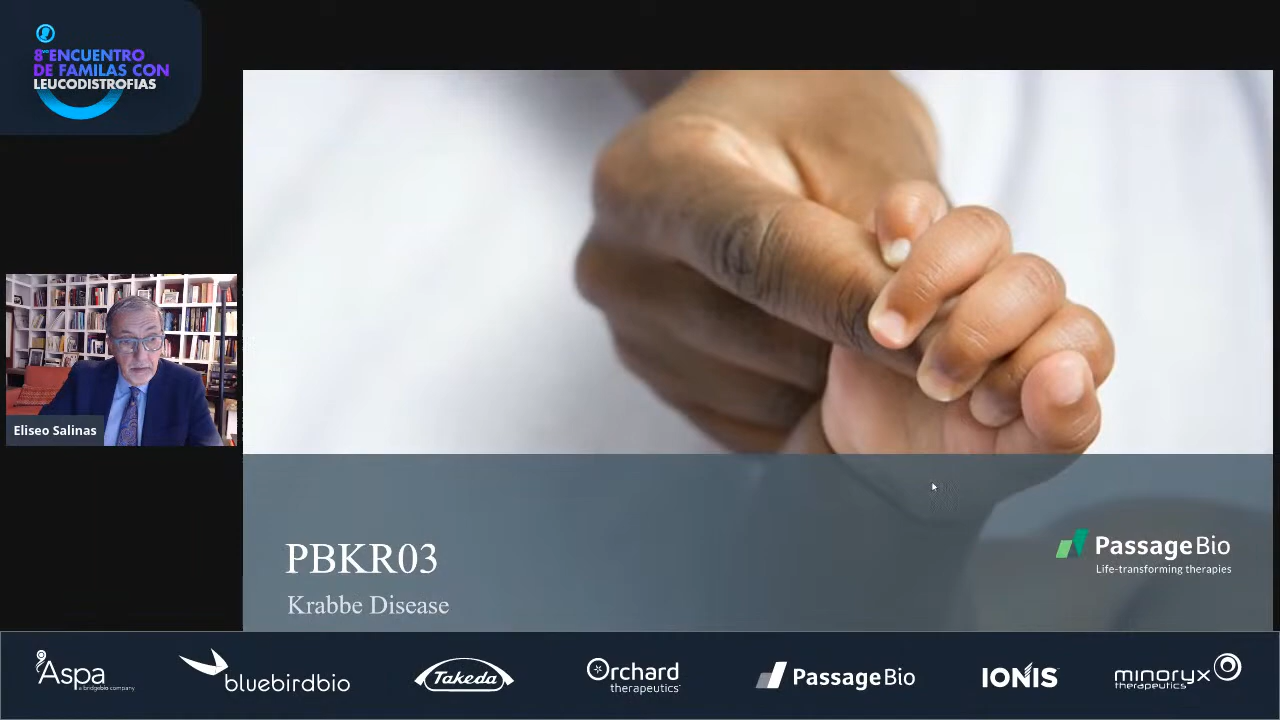 8vo ENCUENTRO
DE FAMILAS CON
LEUCODISTROFIAS
Eliseo Salinas
PBKR03
Krabbe Disease
PassageBio
Life-transforming therapies
Aspa
a bridgebio company
bluebirdbio
Takeda
Orchard
therapeutics
PassageBio
IONIS
minoryx
therapeutics